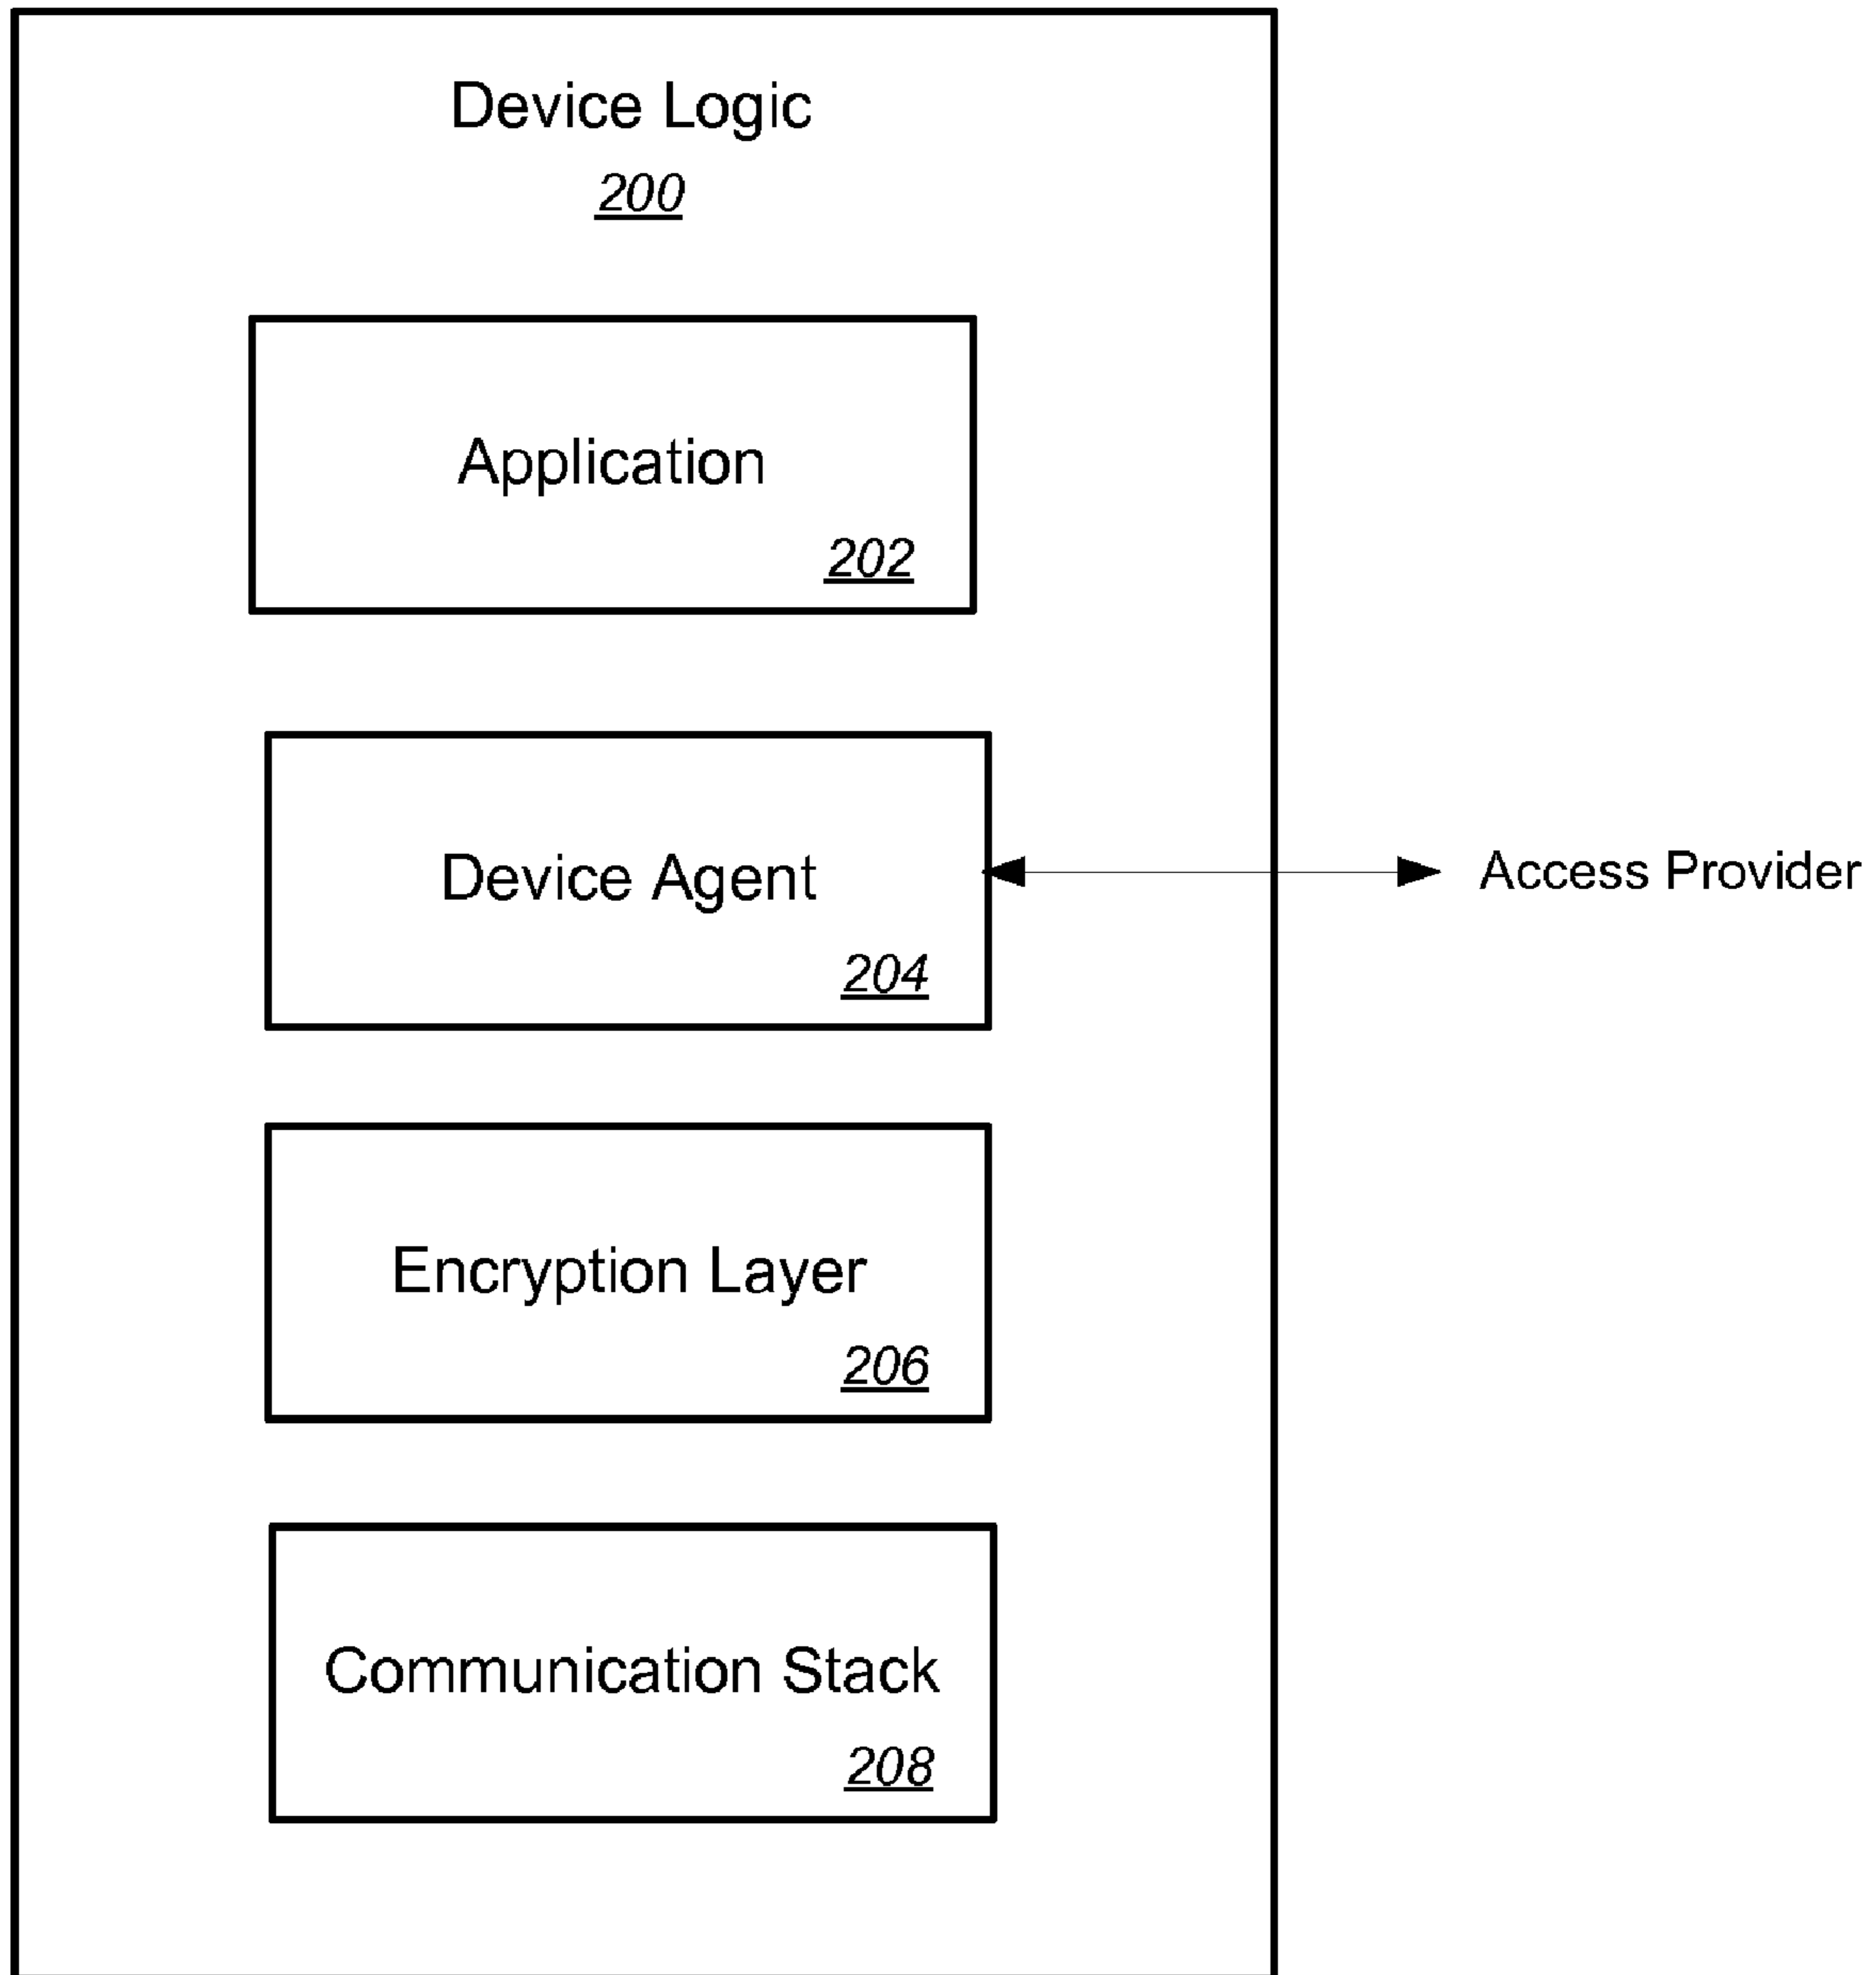 Device Logic
200
Application
202
Device Agent
204
Access Provider
Encryption Layer
206
Communication Stack
208